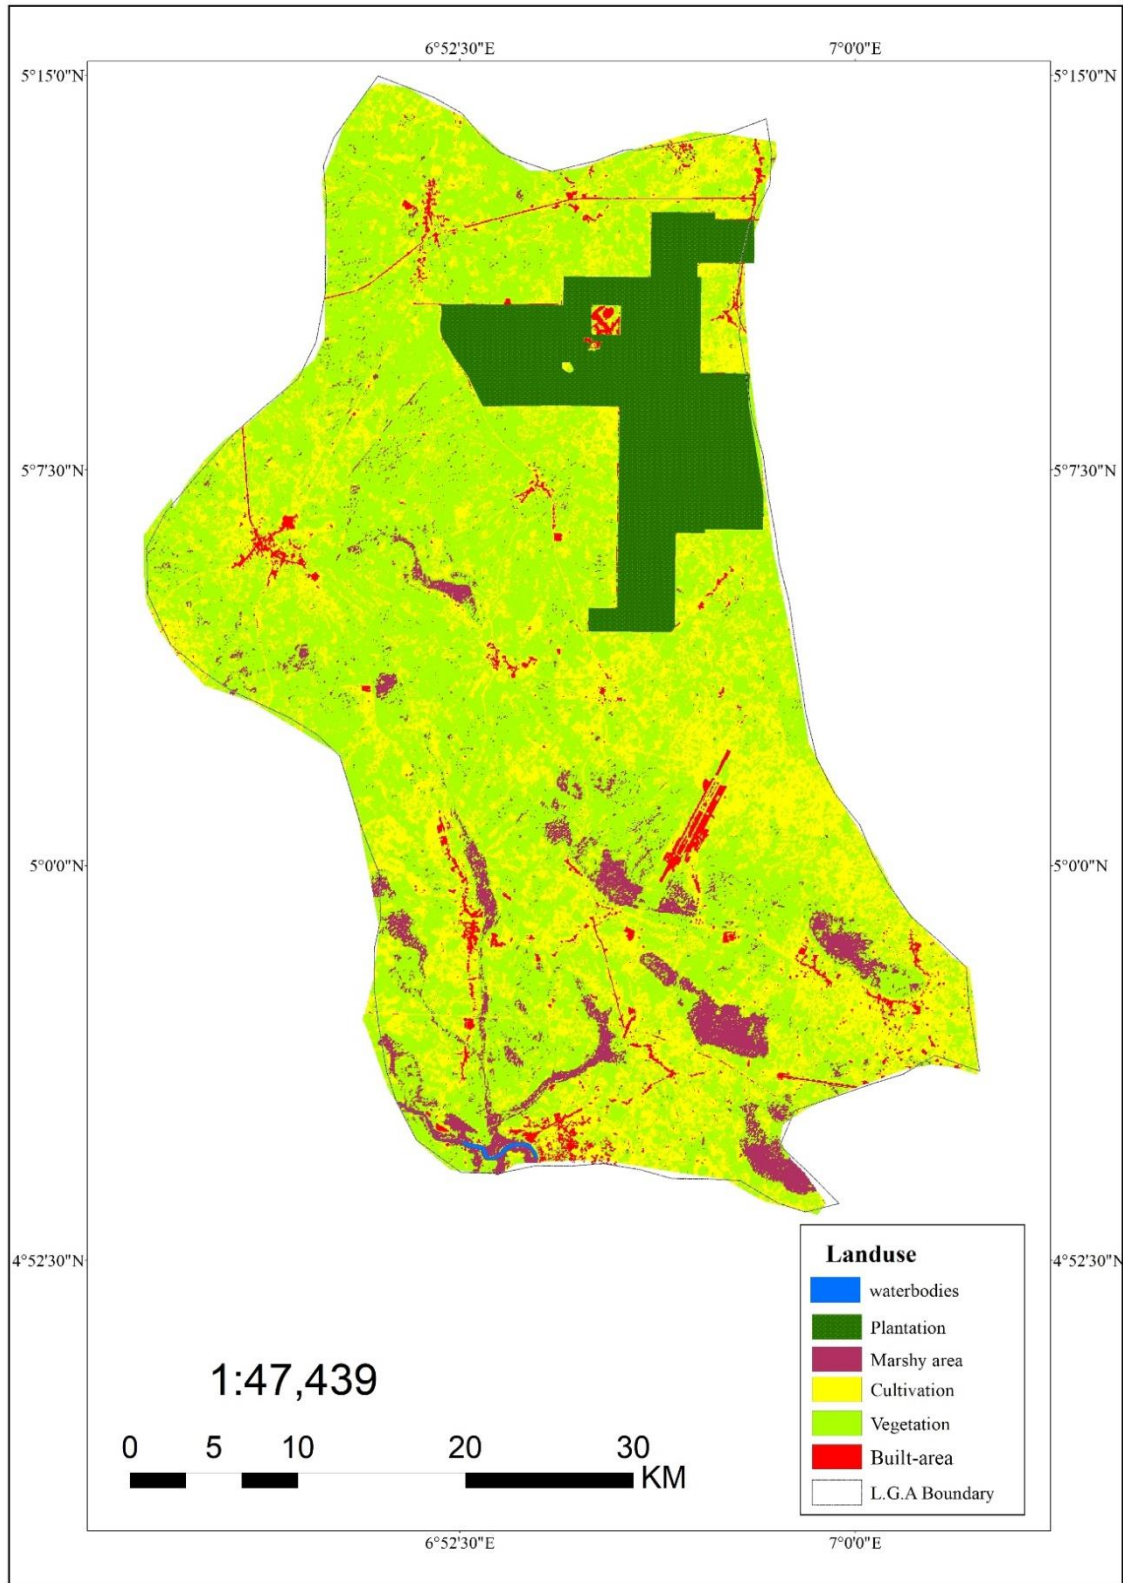 6°52'30"E 7°0'0"E
5°15'0"N 5°15'0"N
5°7'30"N 5°7'30"N
5°0'0"N 5°0'0"N
4°52'30"N 4°52'30"N
Landuse
waterbodies
Plantation
Marshy area
Cultivation
Vegetation
Built-area
L.G.A Boundary
1:47,439
0 5 10 20 30
KM
6°52'30"E 7°0'0"E